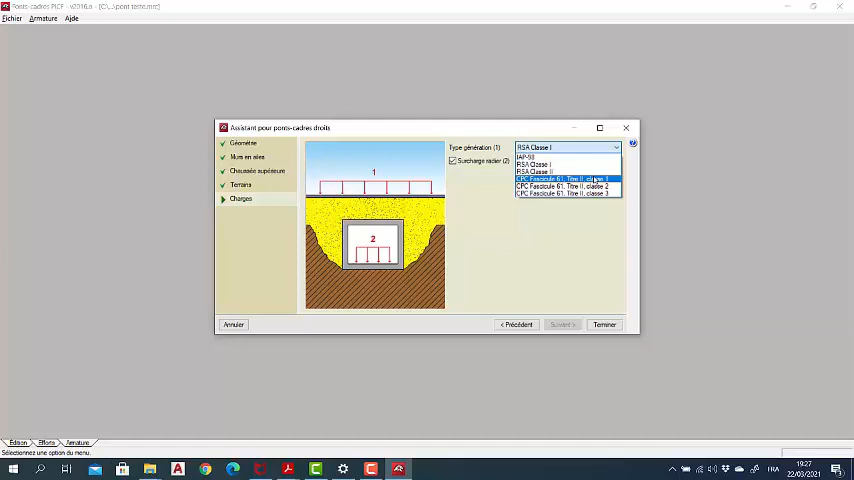 Ponts-cadres PICF - v2016.o - [C:\...\pont teste.mrc]
Fichier Armature Aide
Assistant pour ponts-cadres droits
Géométrie
Murs en ailes
Chaussée supérieure
Terrains
Charges
1
2
Type génération (1)
RSA Classe I
Surcharge radier (2)
IAP-98
RSA Classe I
RSA Classe II
CPC Fascicule 61, Titre II, classe 1
CPC Fascicule 61, Titre II, classe 2
CPC Fascicule 61, Titre II, classe 3
Annuler
< Précédent
Suivant >
Terminer
Édition Efforts Armature
Sélectionnez une option du menu.
FRA
19:27
22/03/2021
3